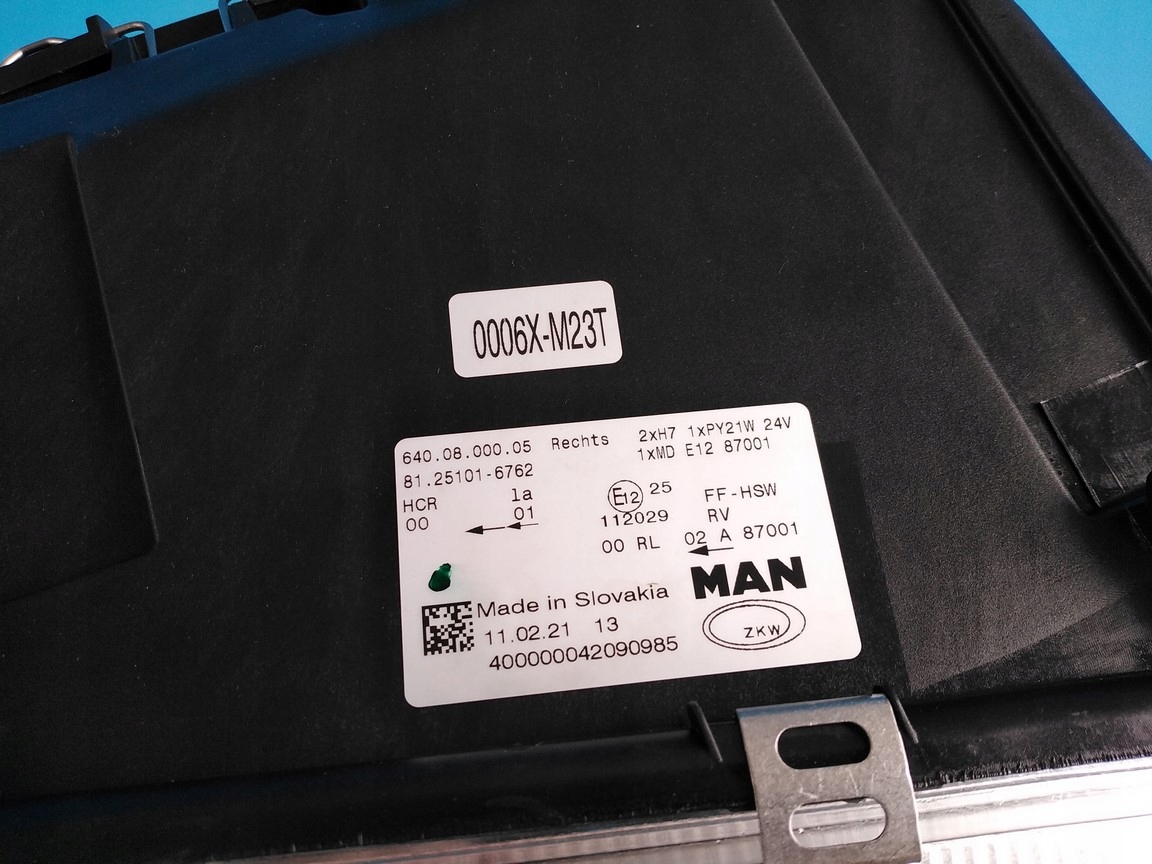 0006X-M23T
640.08.000.05 Rechts 2xH7 1xPY21W 24V
81.25101-6762 1xMD E12 87001
HCR 1a E12 25 FF-HSW
00 01 112029 RV
00 RL 02 A 87001
MAN
Made in Slovakia
11.02.21 13 ZKW
400000042090985